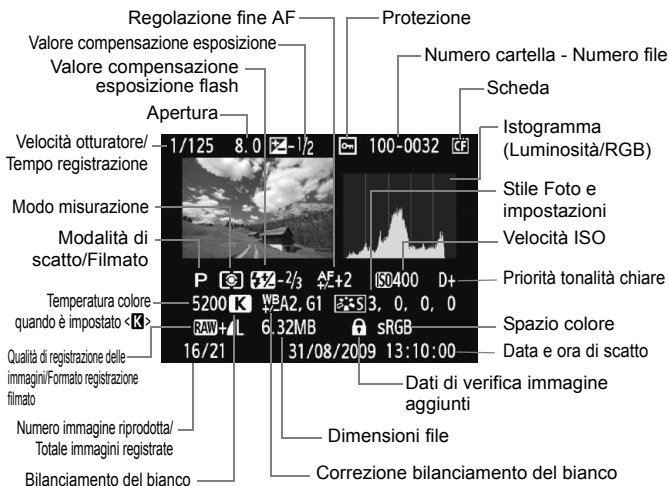 Regolazione fine AF
Protezione
Valore compensazione esposizione
Numero cartella - Numero file
Valore compensazione
esposizione flash
Scheda
Apertura
Istogramma
(Luminosità/RGB)
Velocità otturatore/
Tempo registrazione
1/125 8.0 -1/2 100-0032 CF
Stile Foto e
impostazioni
Modo misurazione
Velocità ISO
Modalità di
scatto/Filmato
P -2/3 AF+2 ISO400 D+
Priorità tonalità chiare
Temperatura colore
quando è impostato <K>
5200 K WB A2, G1 S 3, 0, 0, 0
RAW+L 6.32MB sRGB
Spazio colore
Qualità di registrazione delle
immagini/Formato registrazione
filmato
16/21 31/08/2009 13:10:00
Data e ora di scatto
Dati di verifica immagine
aggiunti
Numero immagine riprodotta/
Totale immagini registrate
Dimensioni file
Bilanciamento del bianco
Correzione bilanciamento del bianco